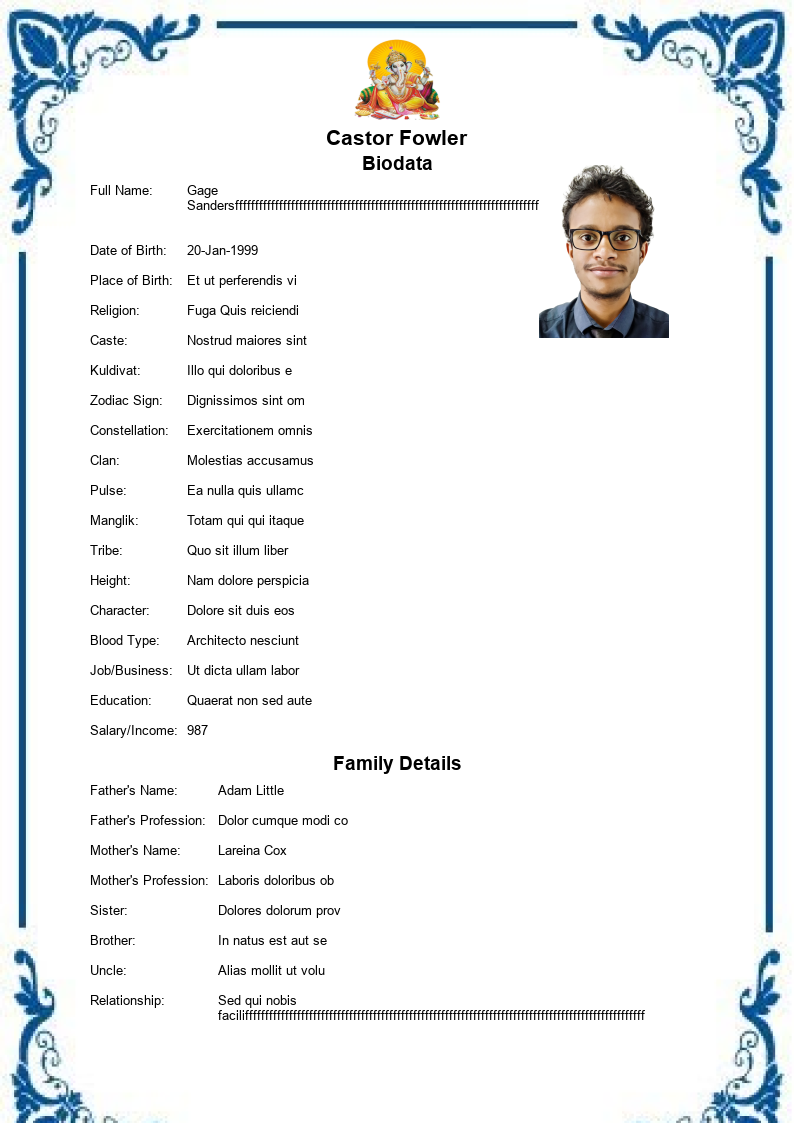 Castor Fowler
Biodata
Full Name: Gage
Sandersffffffffffffffffffffffffffffffffffffffffffffffffffffffffffffffffffffffffffff
Date of Birth: 20-Jan-1999
Place of Birth: Et ut perferendis vi
Religion: Fuga Quis reiciendi
Caste: Nostrud maiores sint
Kuldivat: Illo qui doloribus e
Zodiac Sign: Dignissimos sint om
Constellation: Exercitationem omnis
Clan: Molestias accusamus
Pulse: Ea nulla quis ullamc
Manglik: Totam qui qui itaque
Tribe: Quo sit illum liber
Height: Nam dolore perspicia
Character: Dolore sit duis eos
Blood Type: Architecto nesciunt
Job/Business: Ut dicta ullam labor
Education: Quaerat non sed aute
Salary/Income: 987
Family Details
Father's Name: Adam Little
Father's Profession: Dolor cumque modi co
Mother's Name: Lareina Cox
Mother's Profession: Laboris doloribus ob
Sister: Dolores dolorum prov
Brother: In natus est aut se
Uncle: Alias mollit ut volu
Relationship: Sed qui nobis
faciliffffffffffffffffffffffffffffffffffffffffffffffffffffffffffffffffffffffffffffffffffffffffffffffffffff